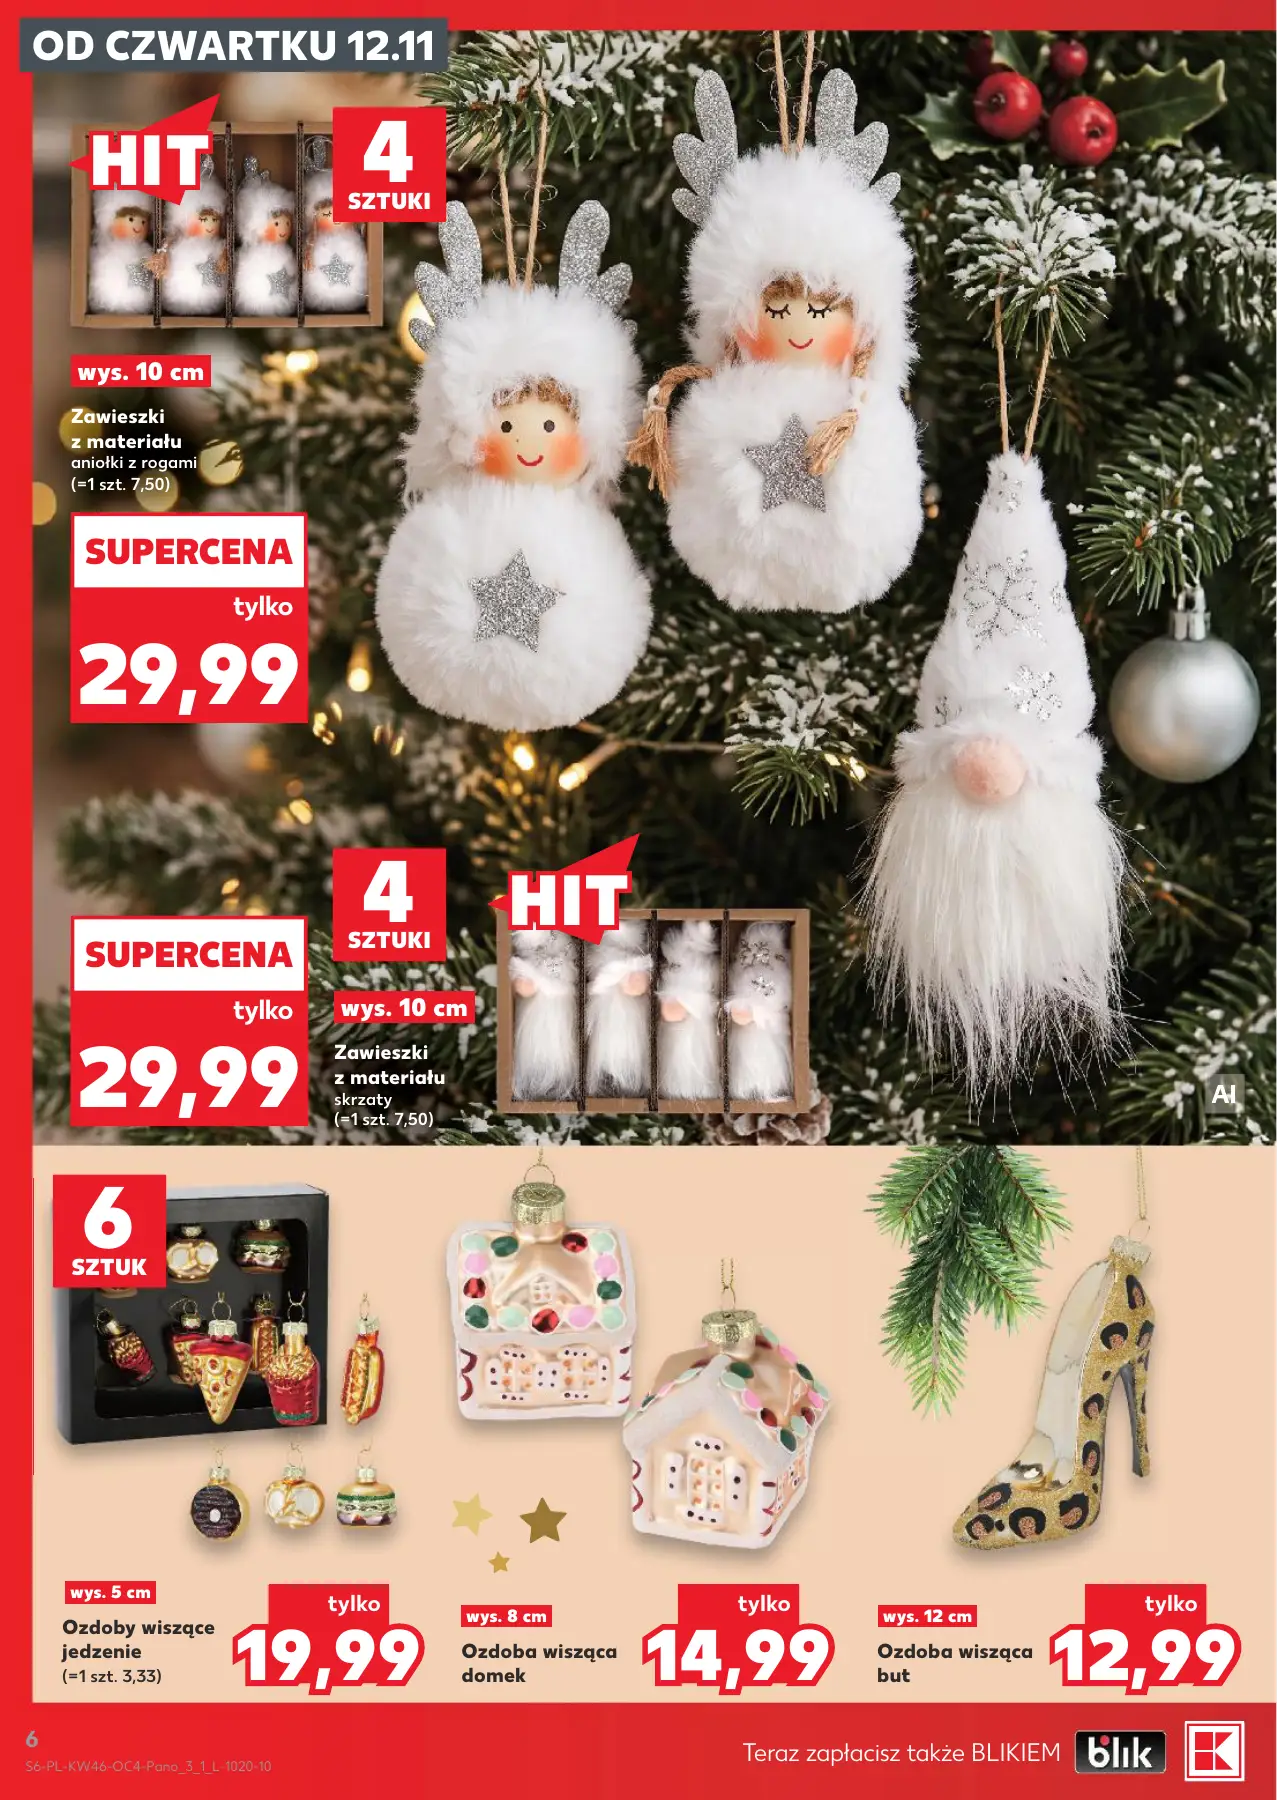 OD CZWARTKU 12.11
HIT
4
SZTUKI
wys. 10 cm
Zawieszki
z materiału
aniołki z rogami
(=1 szt. 7,50)
SUPERCENA
tylko
29,99
4
SZTUKI
HIT
SUPERCENA
tylko
29,99
wys. 10 cm
Zawieszki
z materiału
skrzaty
(=1 szt. 7,50)
AI
6
SZTUK
wys. 5 cm
Ozdoby wiszące
jedzenie
(=1 szt. 3,33)
tylko
19,99
wys. 8 cm
Ozdoba wisząca
domek
tylko
14,99
wys. 12 cm
Ozdoba wisząca
but
tylko
12,99
6
S6-PL-KW46-OC4-Pano_3_1_L-1020-10
Teraz zapłacisz także BLIKIEM
blik
K